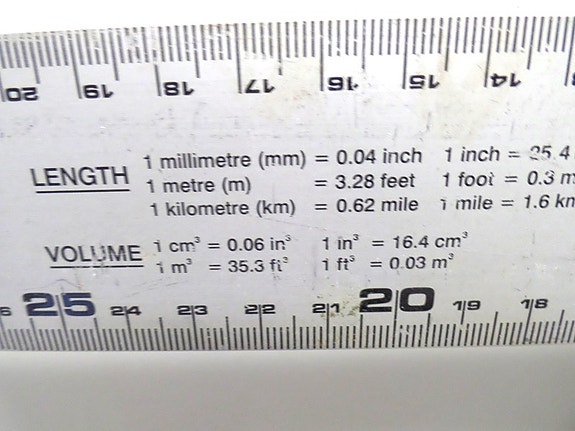 20 19 18 17 16 15 14
LENGTH
1 millimetre (mm) = 0.04 inch 1 inch = 25.4
1 metre (m) = 3.28 feet 1 foot = 0.3 m
1 kilometre (km) = 0.62 mile 1 mile = 1.6 km
VOLUME
1 cm³ = 0.06 in³ 1 in³ = 16.4 cm³
1 m³ = 35.3 ft³ 1 ft³ = 0.03 m³
25 24 23 22 21 20 19 18